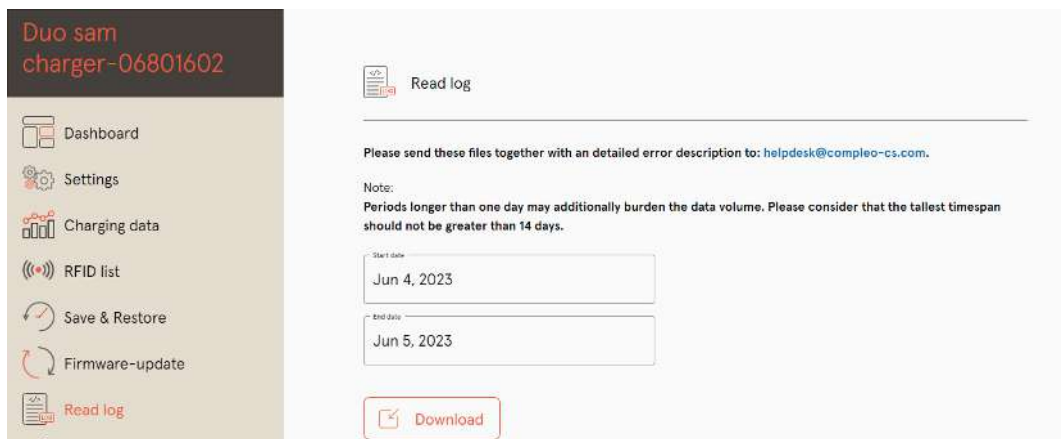 Duo sam
charger-06801602
Dashboard
Settings
Charging data
RFID list
Save & Restore
Firmware-update
Read log
Read log
Please send these files together with an detailed error description to: helpdesk@compleo-cs.com.
Note:
Periods longer than one day may additionally burden the data volume. Please consider that the tallest timespan
should not be greater than 14 days.
Start date
Jun 4, 2023
End date
Jun 5, 2023
Download